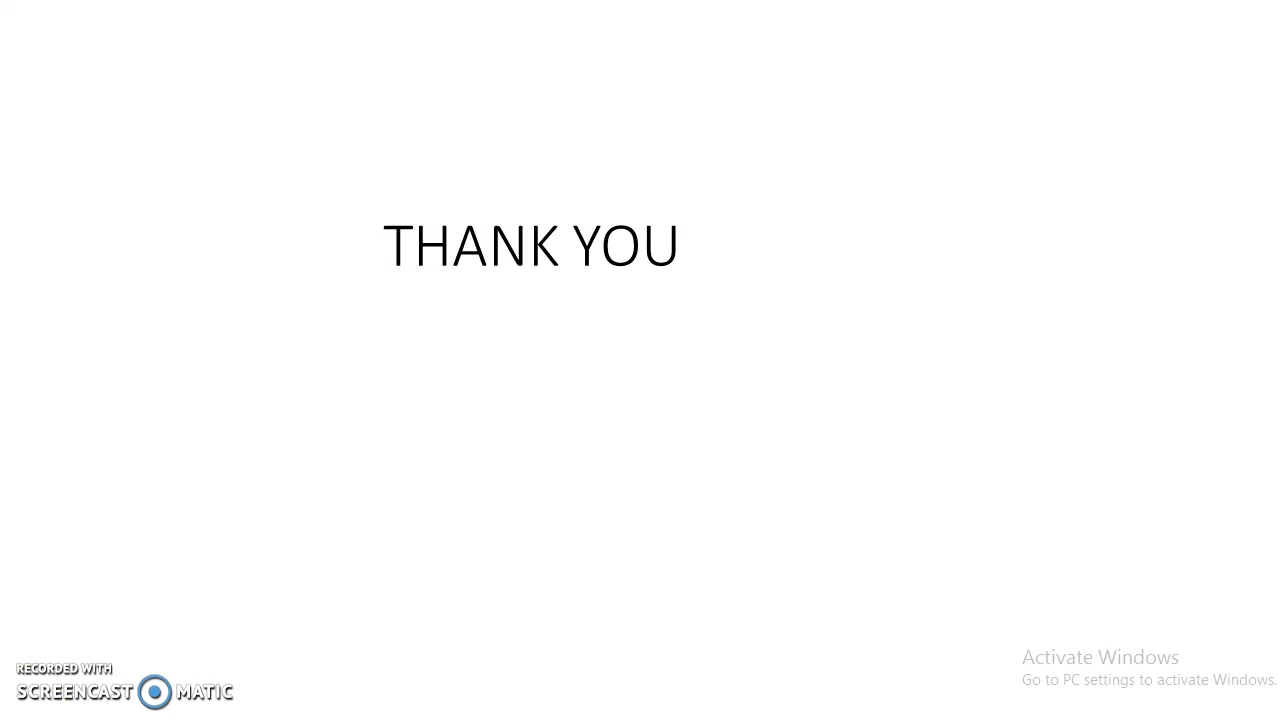 THANK YOU
RECORDED WITH
SCREENCAST MATIC
Activate Windows
Go to PC settings to activate Windows.